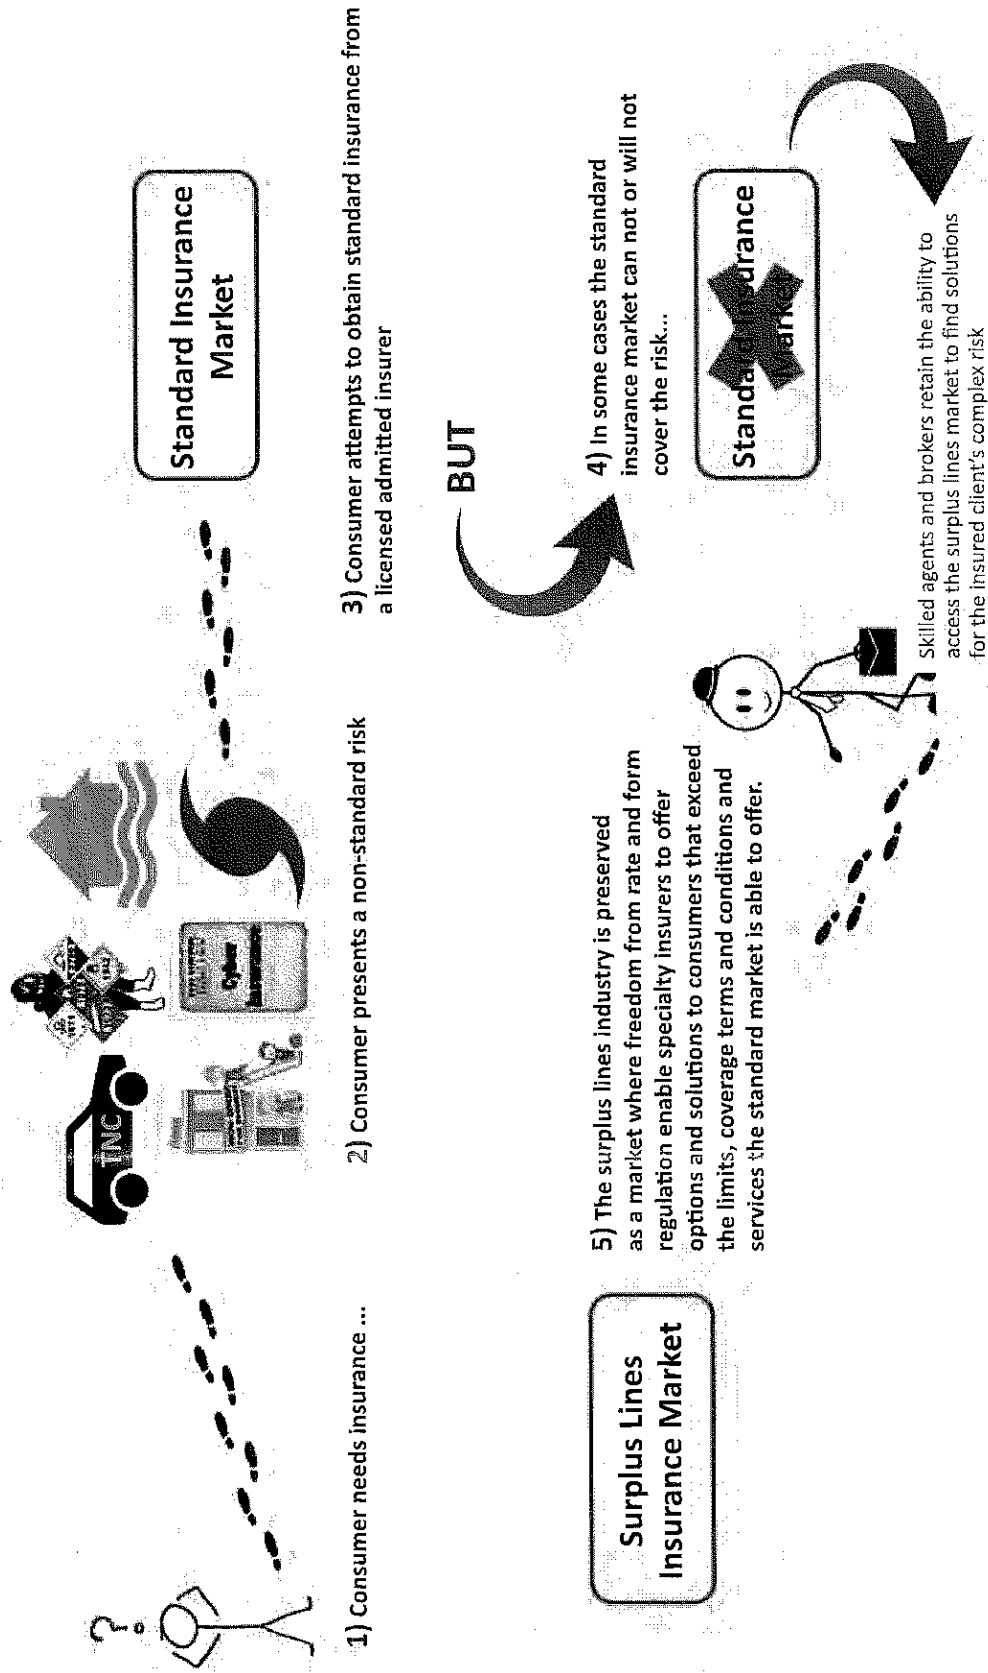 1) Consumer needs insurance ...
TNC
Cyber
Insurance
2) Consumer presents a non-standard risk
Standard Insurance
Market
3) Consumer attempts to obtain standard insurance from
a licensed admitted insurer
BUT
4) In some cases the standard
insurance market can not or will not
cover the risk...
Standard Insurance
Market
Skilled agents and brokers retain the ability to
access the surplus lines market to find solutions
for the insured client's complex risk
5) The surplus lines industry is preserved
as a market where freedom from rate and form
regulation enable specialty insurers to offer
options and solutions to consumers that exceed
the limits, coverage terms and conditions and
services the standard market is able to offer.
Surplus Lines
Insurance Market